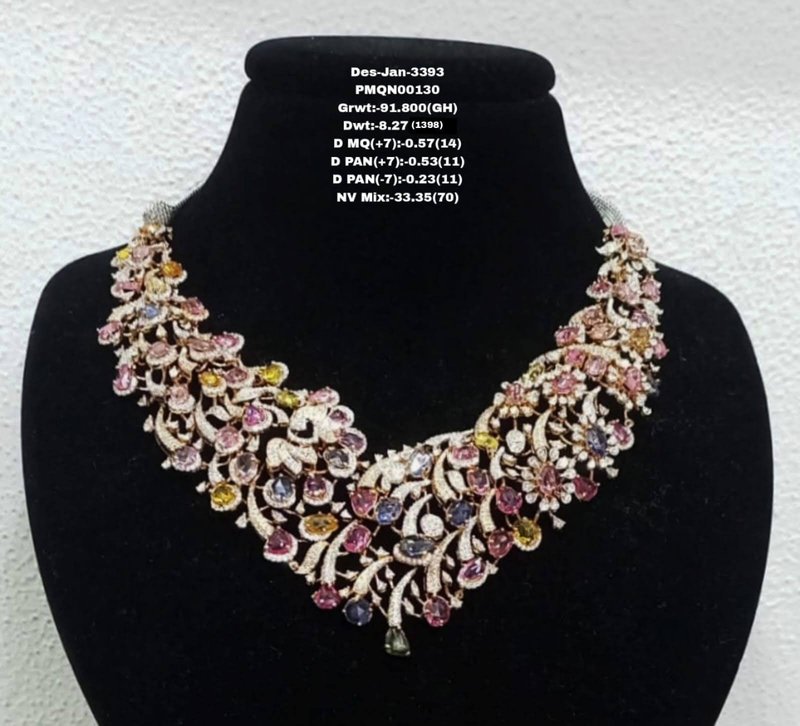 Des-Jan-3393
PMQN00130
Grwt:-91.800(GH)
Dwt:-8.27 (1398)
D MQ(+7):-0.57(14)
D PAN(+7):-0.53(11)
D PAN(-7):-0.23(11)
NV Mix:-33.35(70)